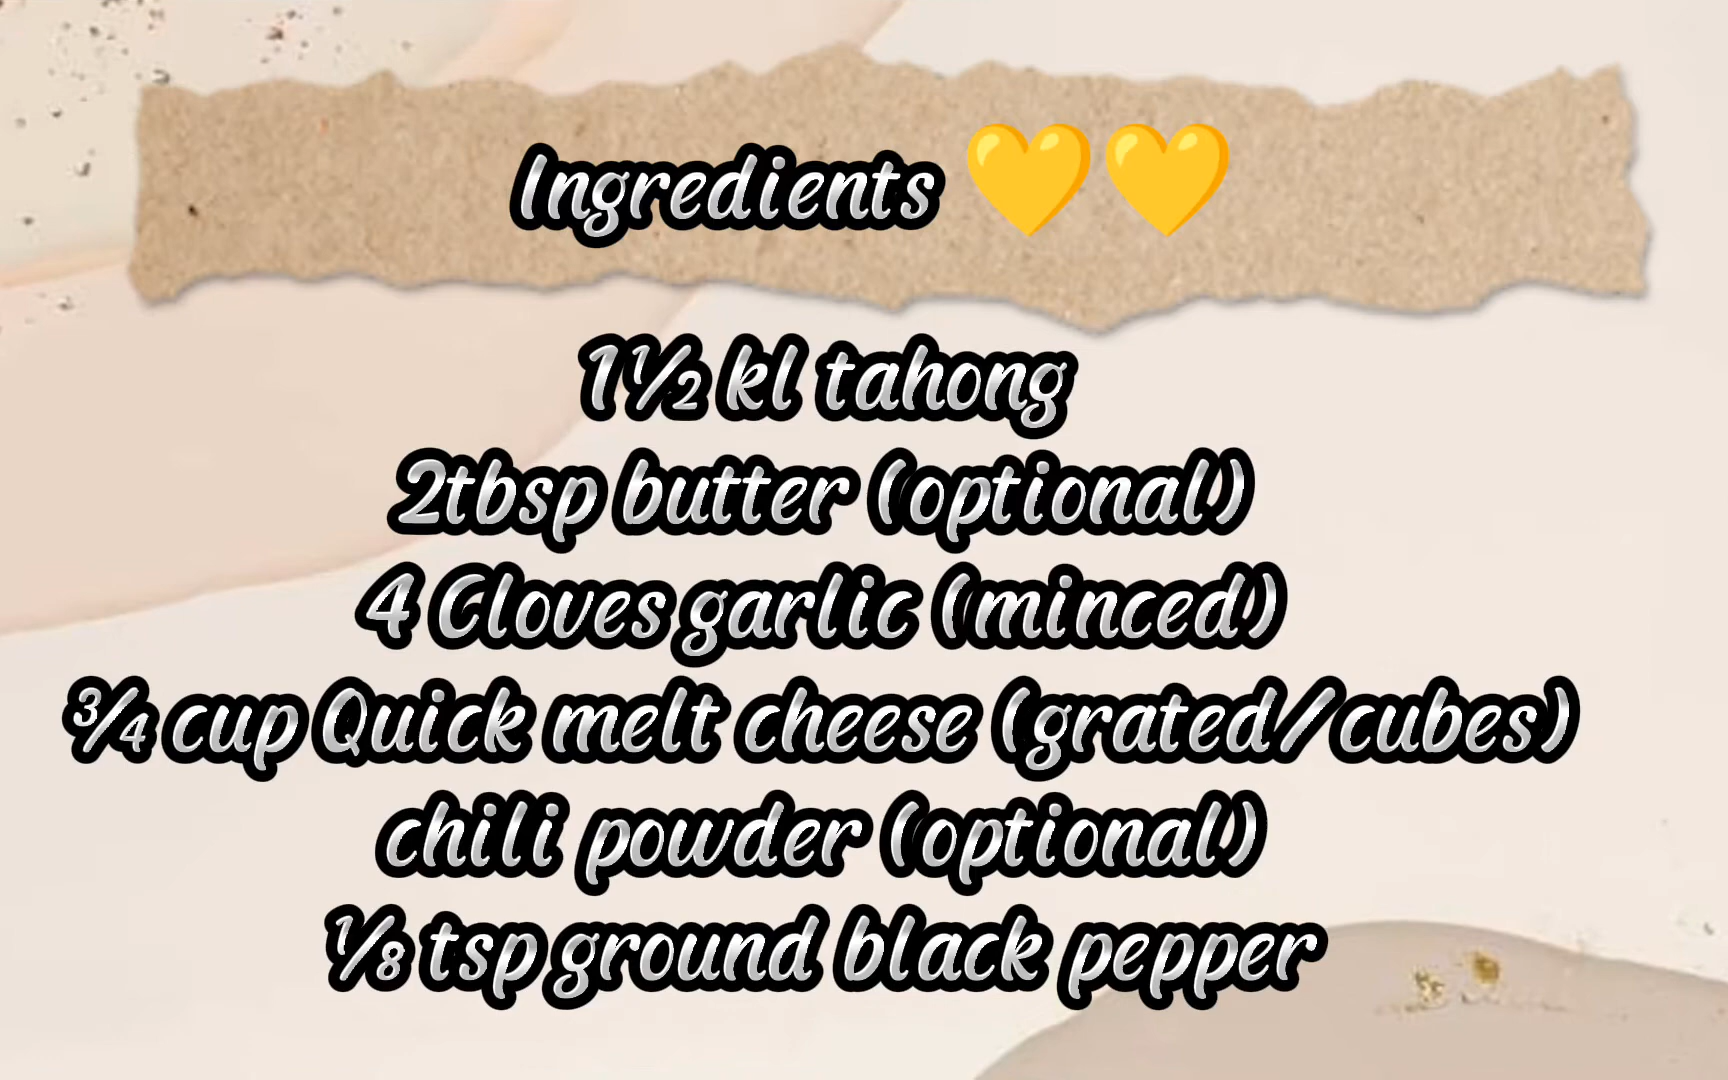 Ingredients 💛💛
1½ kl tahong
2tbsp butter (optional)
4 Cloves garlic (minced)
¾ cup Quick melt cheese (grated/cubes)
chili powder (optional)
⅛ tsp ground black pepper